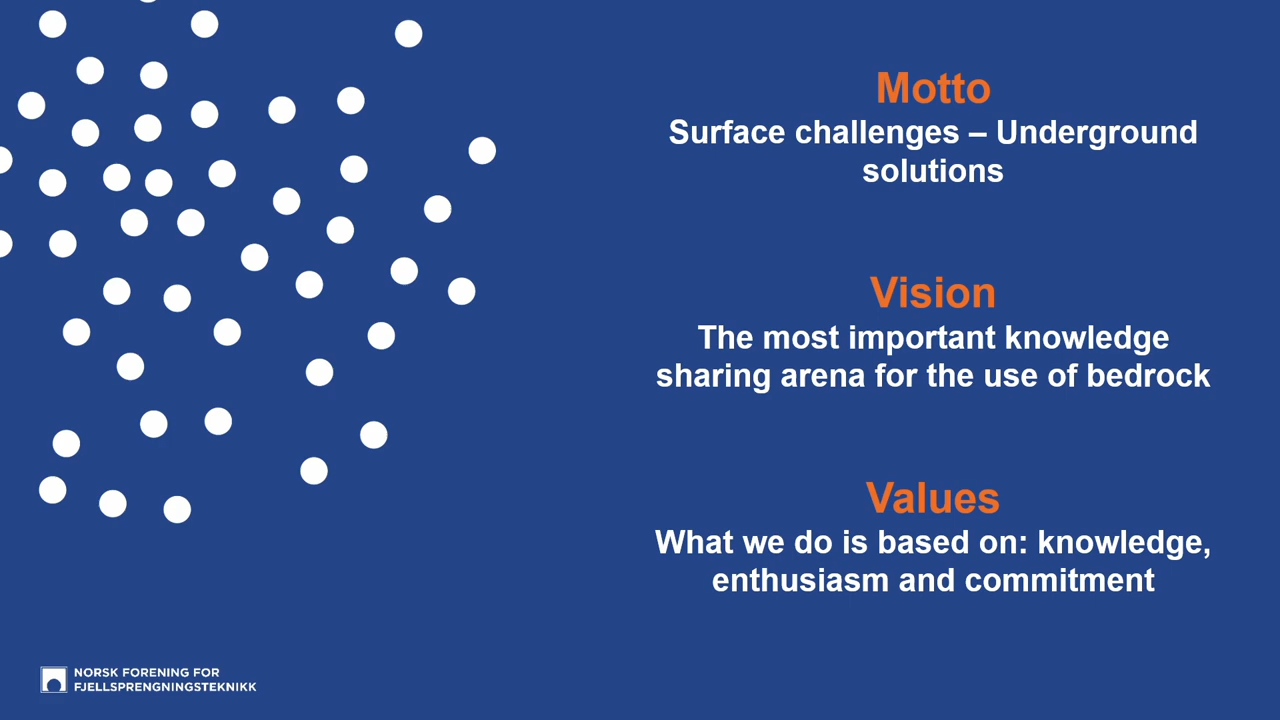 Motto
Surface challenges – Underground
solutions
Vision
The most important knowledge
sharing arena for the use of bedrock
Values
What we do is based on: knowledge,
enthusiasm and commitment
NORSK FORENING FOR
FJELLSPRENGNINGSTEKNIKK